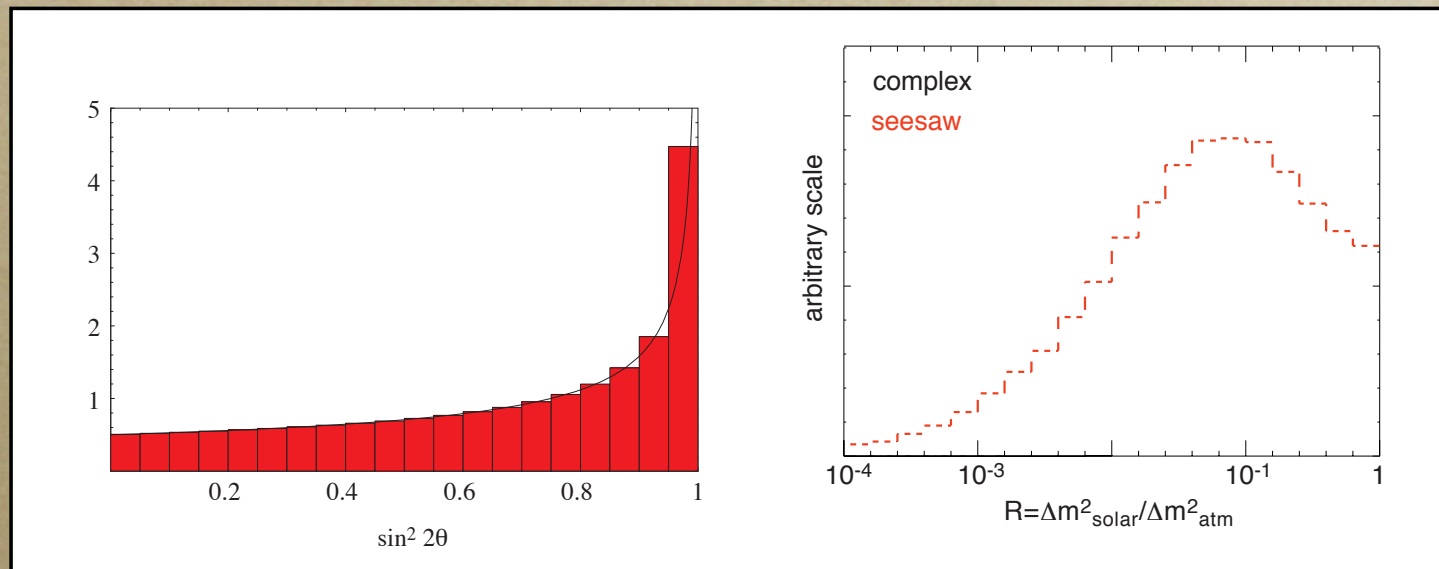 5
4
3
2
1
0.2 0.4 0.6 0.8 1
sin² 2θ
complex
seesaw
arbitrary scale
10⁻⁴ 10⁻³ 10⁻¹ 1
R=Δm²solar/Δm²atm